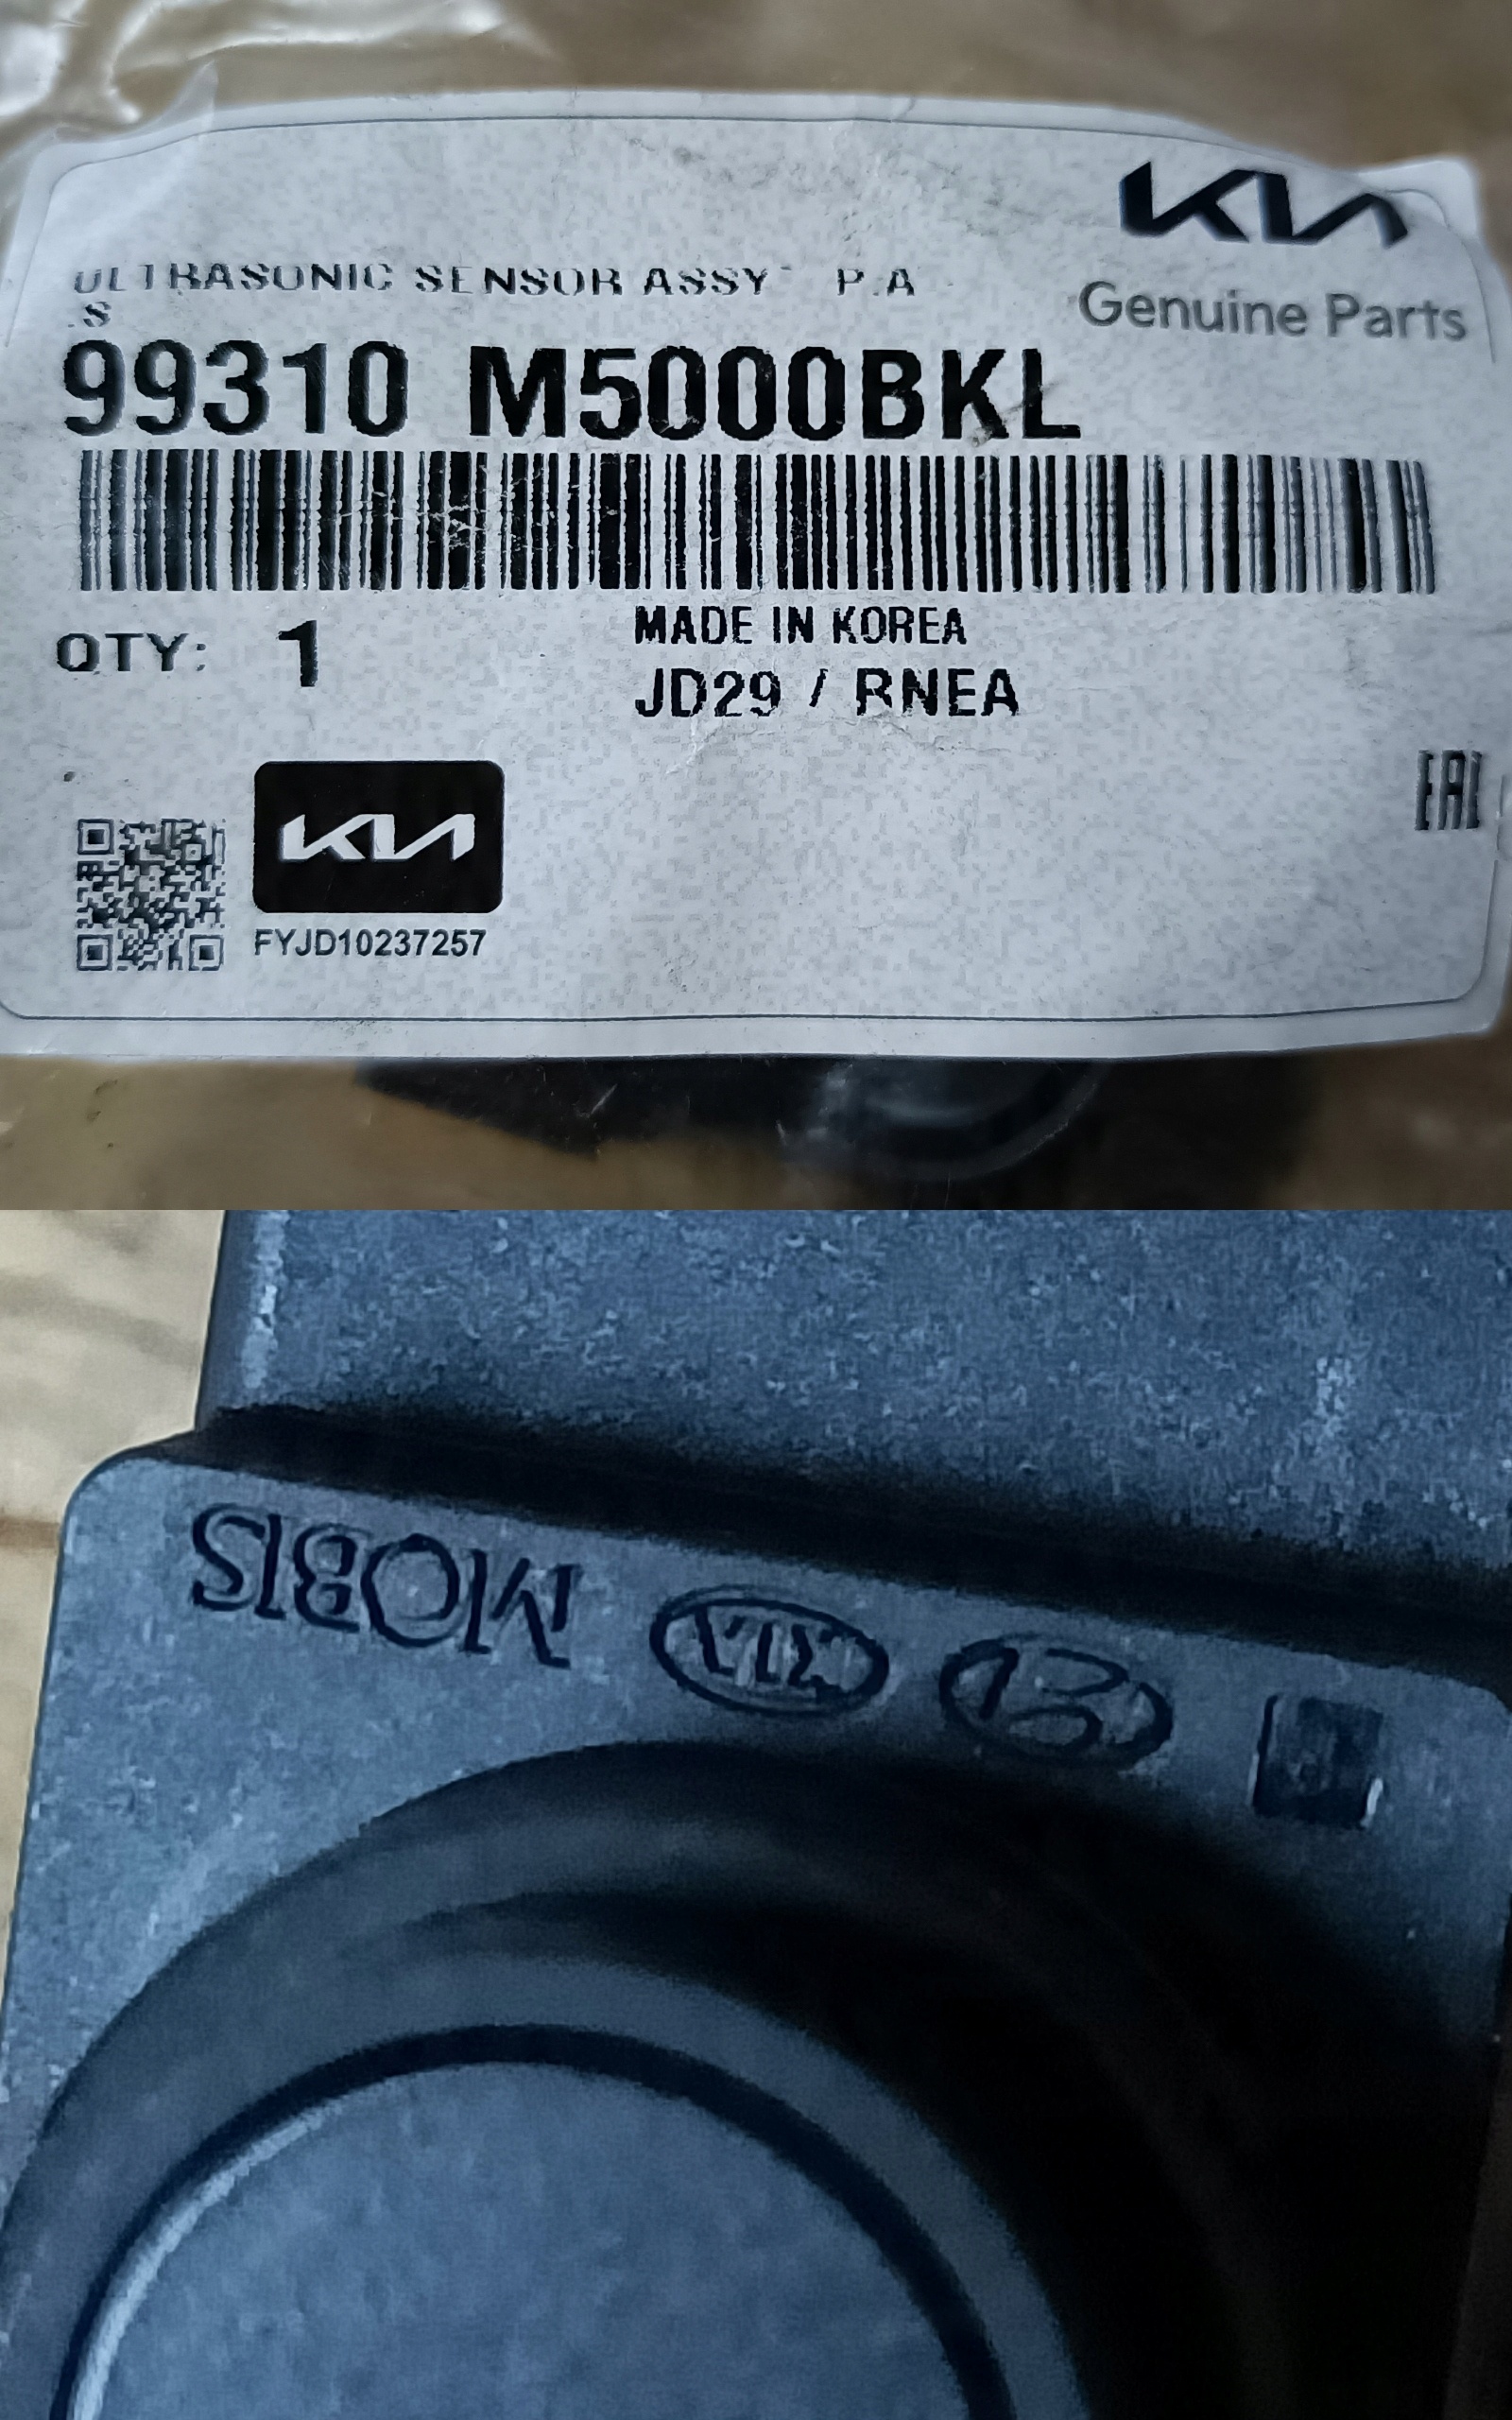 KIA
Genuine Parts
ULTRASONIC SENSOR ASSY - P.A
.S
99310 M5000BKL
QTY: 1
MADE IN KOREA
JD29 / RNEA
EAC
KIA
FYJD10237257
MOBIS
KIA